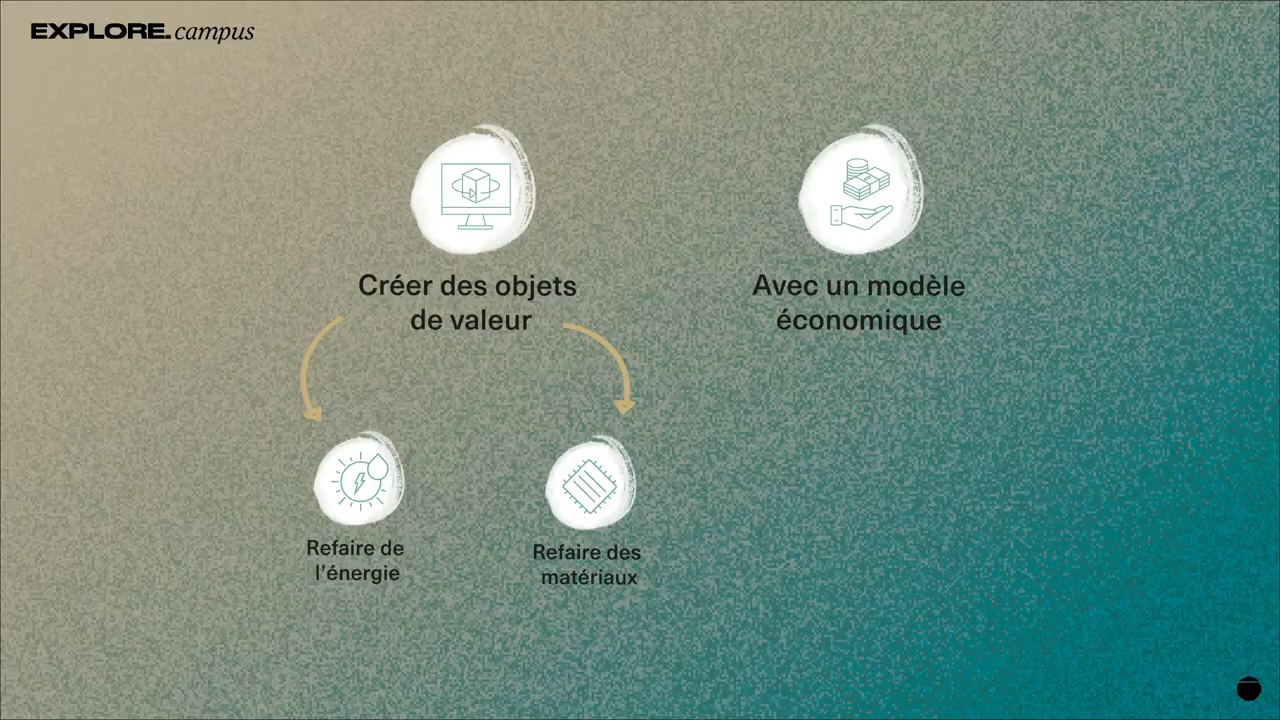 EXPLORE.campus
Créer des objets
de valeur
Avec un modèle
économique
Refaire de
l’énergie
Refaire des
matériaux